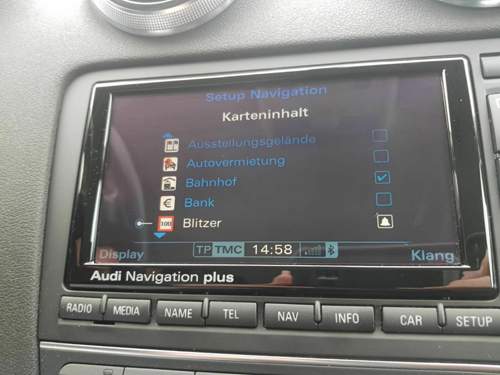 Setup Navigation
Karteninhalt
Ausstellungsgelände
Autovermietung
Bahnhof
€ Bank
100 Blitzer
Display TP TMC 14:58 Klang
Audi Navigation plus
RADIO MEDIA NAME TEL NAV INFO CAR SETUP